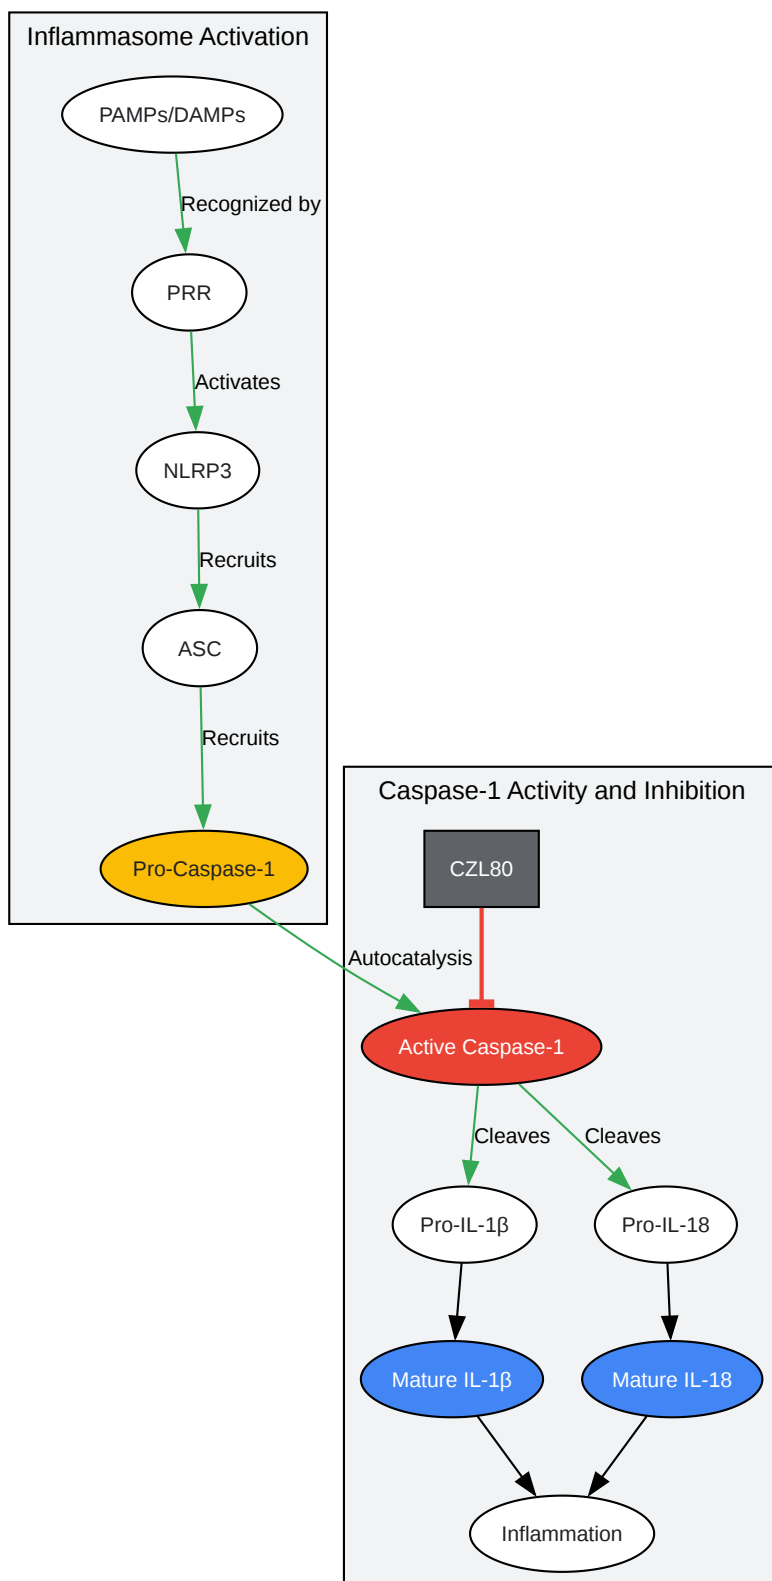 Inflammasome Activation
PAMPs/DAMPs
Recognized by
PRR
Activates
NLRP3
Recruits
ASC
Recruits
Pro-Caspase-1
Caspase-1 Activity and Inhibition
CZL80
Autocatalysis
Active Caspase-1
Cleaves
Cleaves
Pro-IL-1β
Pro-IL-18
Mature IL-1β
Mature IL-18
Inflammation